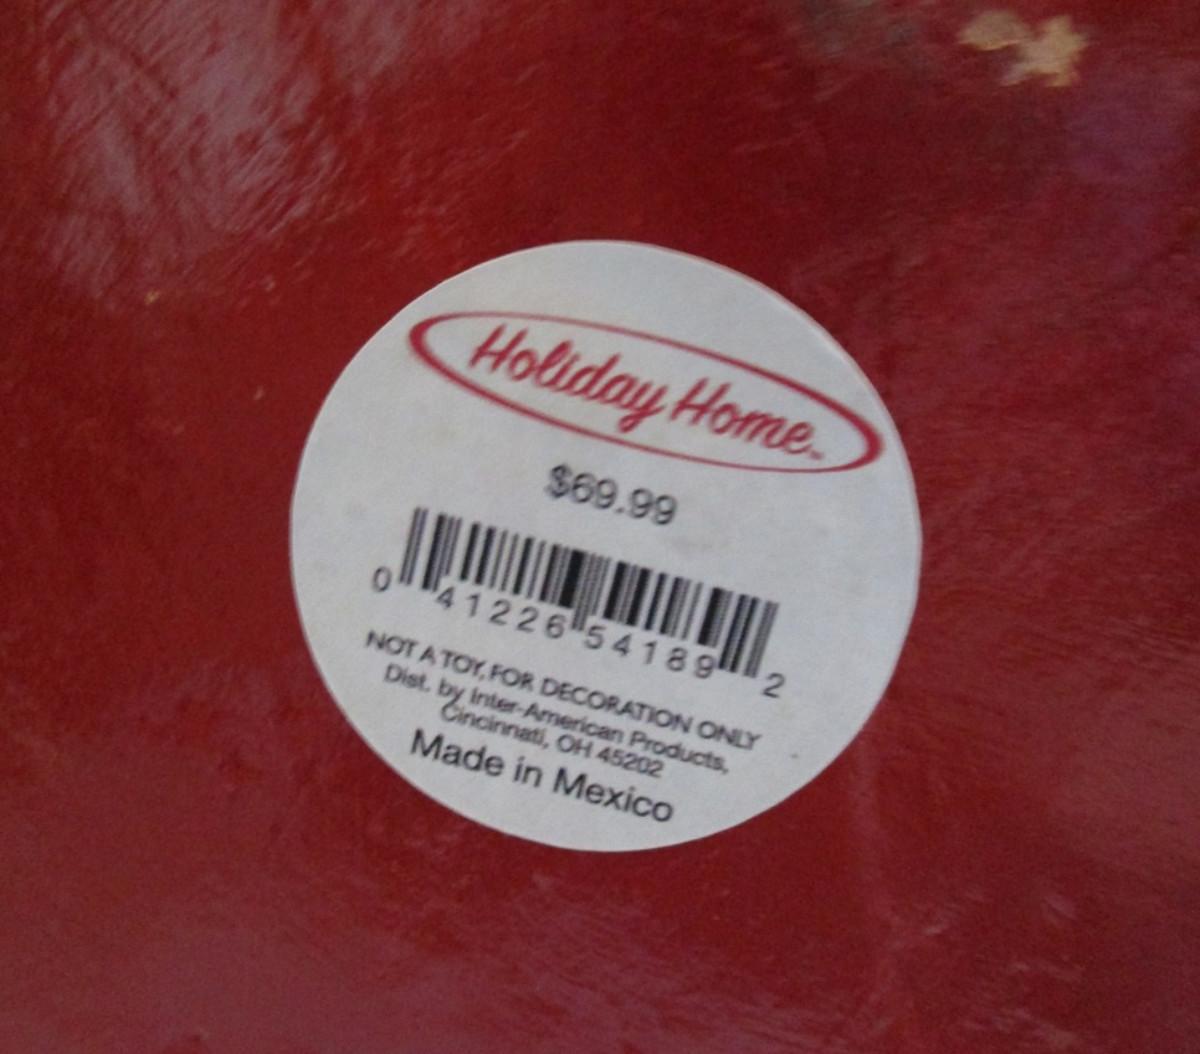 Holiday Home™
$69.99
0 41226 54189 2
NOT A TOY, FOR DECORATION ONLY
Dist. by Inter-American Products,
Cincinnati, OH 45202
Made in Mexico